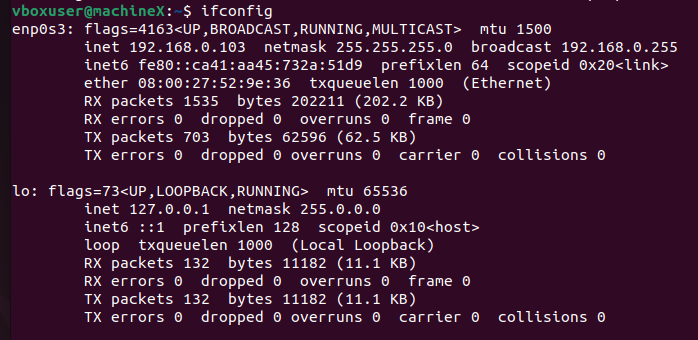 vboxuser@machineX:~$ ifconfig
enp0s3: flags=4163<UP,BROADCAST,RUNNING,MULTICAST>  mtu 1500
        inet 192.168.0.103  netmask 255.255.255.0  broadcast 192.168.0.255
        inet6 fe80::ca41:aa45:732a:51d9  prefixlen 64  scopeid 0x20<link>
        ether 08:00:27:52:9e:36  txqueuelen 1000  (Ethernet)
        RX packets 1535  bytes 202211 (202.2 KB)
        RX errors 0  dropped 0  overruns 0  frame 0
        TX packets 703  bytes 62596 (62.5 KB)
        TX errors 0  dropped 0 overruns 0  carrier 0  collisions 0

lo: flags=73<UP,LOOPBACK,RUNNING>  mtu 65536
        inet 127.0.0.1  netmask 255.0.0.0
        inet6 ::1  prefixlen 128  scopeid 0x10<host>
        loop  txqueuelen 1000  (Local Loopback)
        RX packets 132  bytes 11182 (11.1 KB)
        RX errors 0  dropped 0  overruns 0  frame 0
        TX packets 132  bytes 11182 (11.1 KB)
        TX errors 0  dropped 0 overruns 0  carrier 0  collisions 0